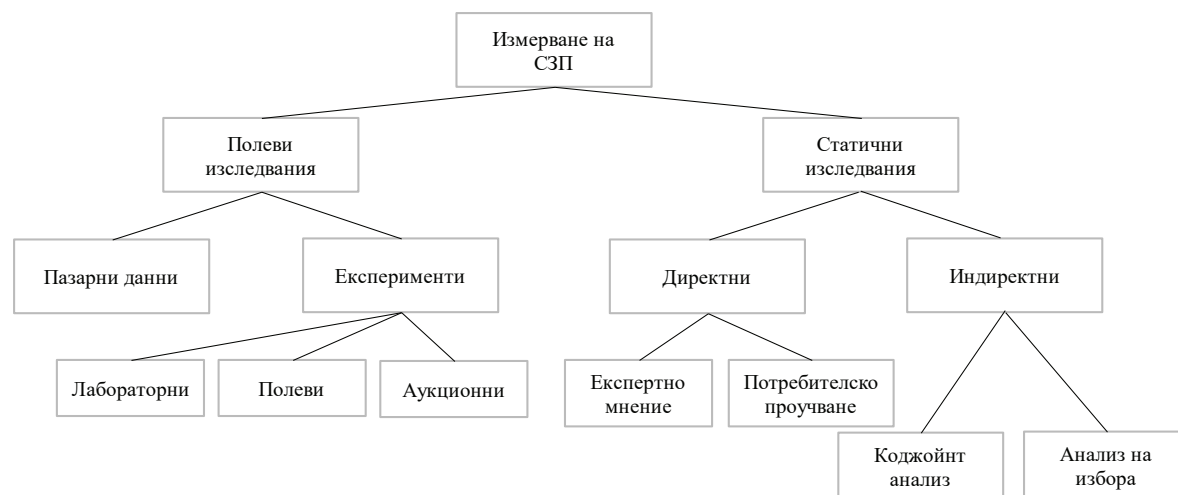 Измерване на
СЗП
Полеви
изследвания
Статични
изследвания
Пазарни данни
Експерименти
Директни
Индиректни
Лабораторни
Полеви
Аукционни
Експертно
мнение
Потребителско
проучване
Коджойнт
анализ
Анализ на
избора